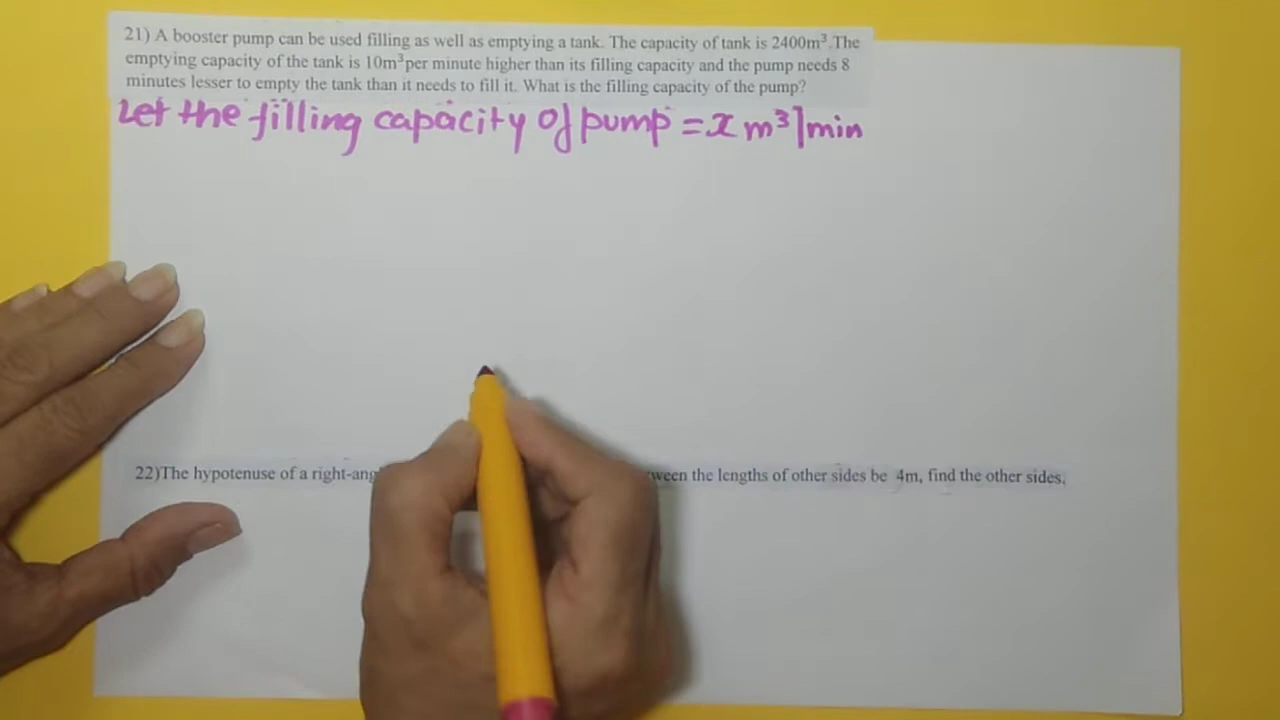 21) A booster pump can be used filling as well as emptying a tank. The capacity of tank is 2400m³.The
emptying capacity of the tank is 10m³per minute higher than its filling capacity and the pump needs 8
minutes lesser to empty the tank than it needs to fill it. What is the filling capacity of the pump?
Let the filling capacity of pump = x m³/min
22)The hypotenuse of a right-ang ween the lengths of other sides be 4m, find the other sides.